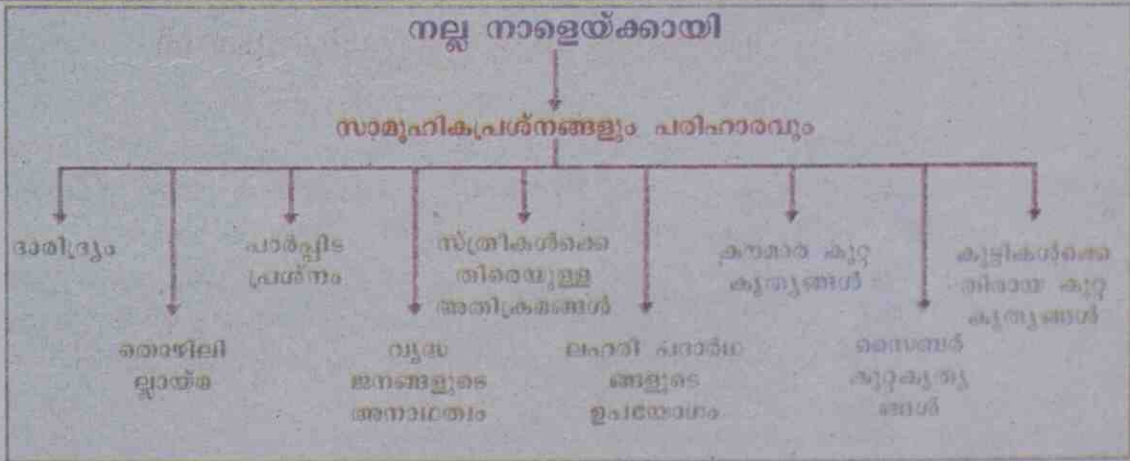 നല്ല നാളെയ്ക്കായി
സാമൂഹികപ്രശ്നങ്ങളും പരിഹാരവും
ദാരിദ്ര്യം
തൊഴിലി
ല്ലായ്മ
പാർപ്പിട
പ്രശ്നം
വൃദ്ധ
ജനങ്ങളുടെ
അനാഥത്വം
സ്ത്രീകൾക്കെ
തിരെയുള്ള
അതിക്രമങ്ങൾ
ലഹരി പദാർഥ
ങ്ങളുടെ
ഉപയോഗം
കൗമാര കുറ്റ
കൃത്യങ്ങൾ
സൈബർ
കുറ്റകൃത്യ
ങ്ങൾ
കുട്ടികൾക്കെ
തിരായ കുറ്റ
കൃത്യങ്ങൾ